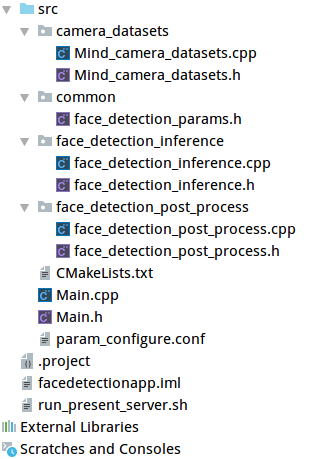 src
camera_datasets
Mind_camera_datasets.cpp
Mind_camera_datasets.h
common
face_detection_params.h
face_detection_inference
face_detection_inference.cpp
face_detection_inference.h
face_detection_post_process
face_detection_post_process.cpp
face_detection_post_process.h
CMakeLists.txt
Main.cpp
Main.h
param_configure.conf
.project
facedetectionapp.iml
run_present_server.sh
External Libraries
Scratches and Consoles